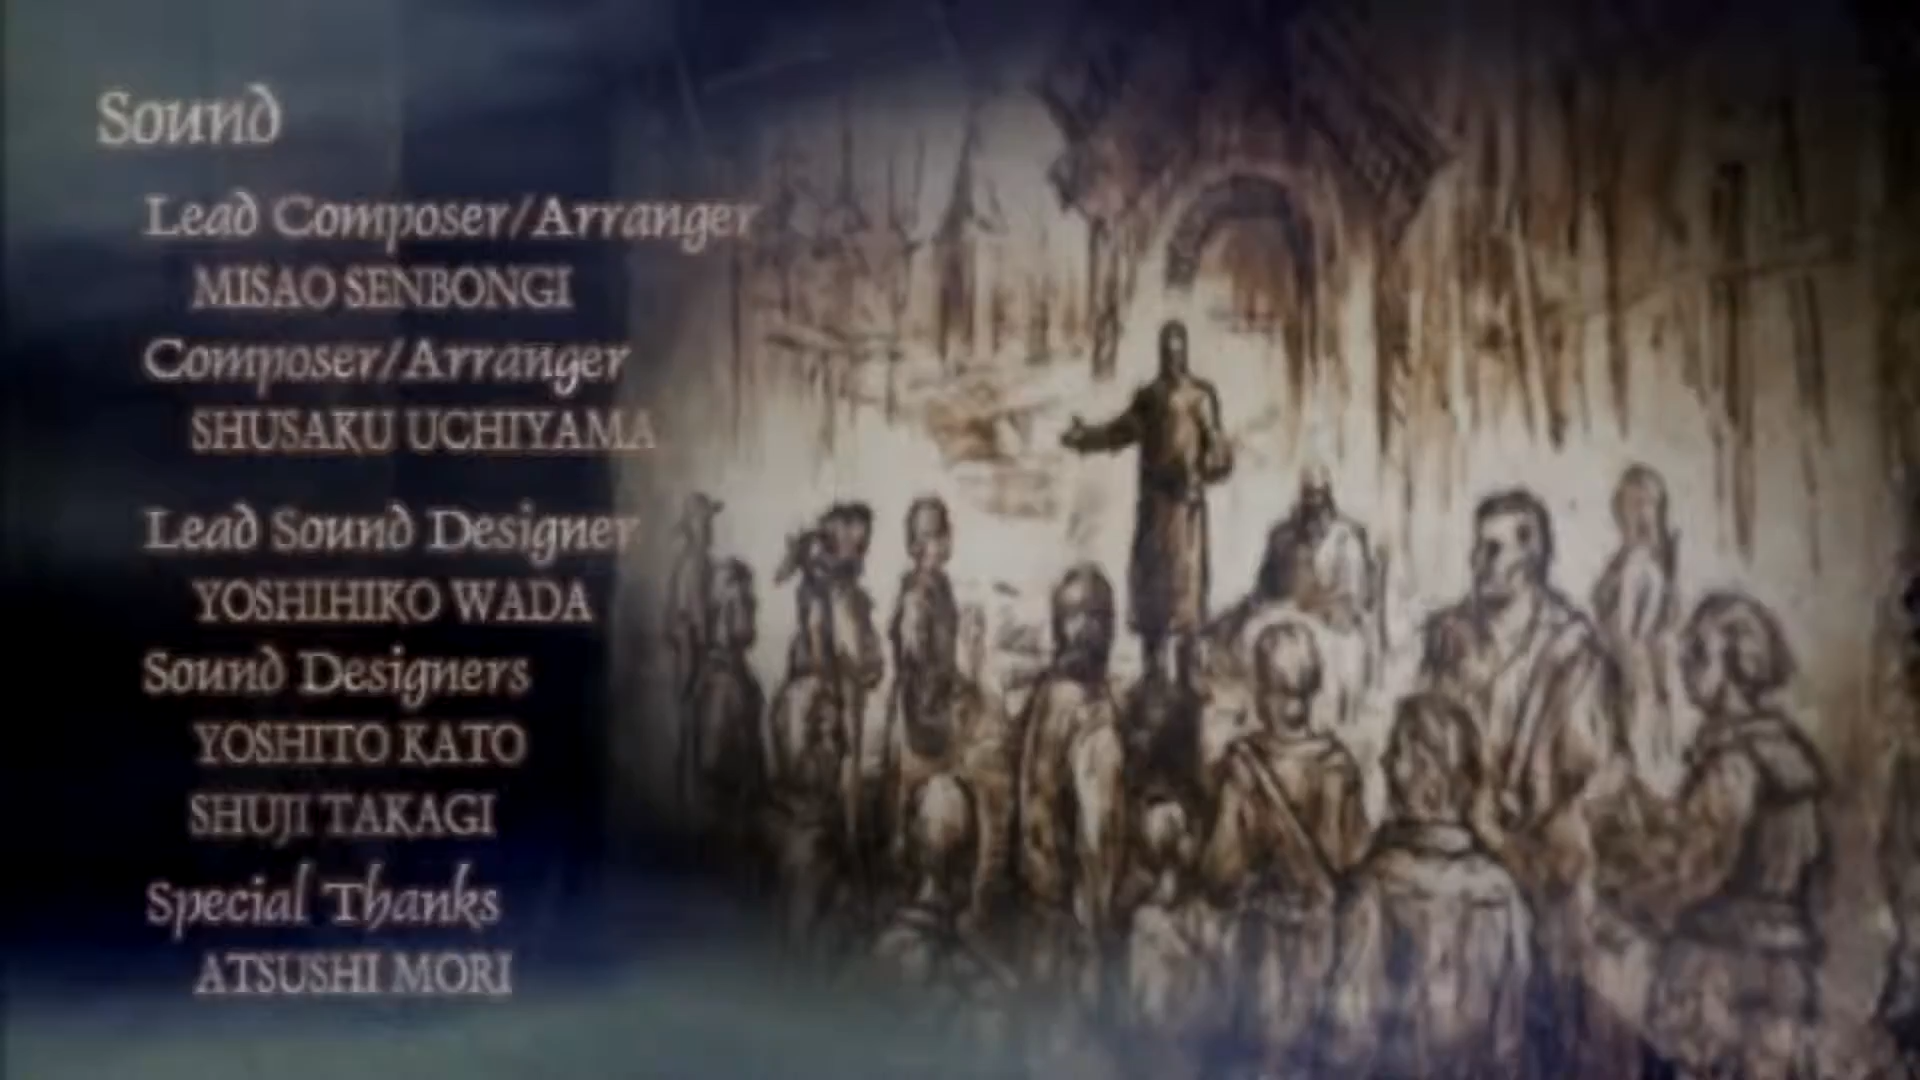 Sound
Lead Composer/Arranger
MISAO SENBONGI
Composer/Arranger
SHUSAKU UCHIYAMA
Lead Sound Designer
YOSHIHIKO WADA
Sound Designers
YOSHITO KATO
SHUJI TAKAGI
Special Thanks
ATSUSHI MORI